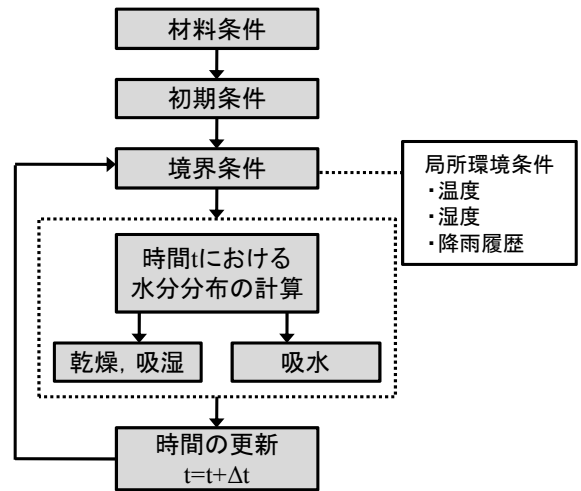 材料条件
初期条件
境界条件
局所環境条件
・温度
・湿度
・降雨履歴
時間tにおける
水分分布の計算
乾燥，吸湿
吸水
時間の更新
t=t+Δt